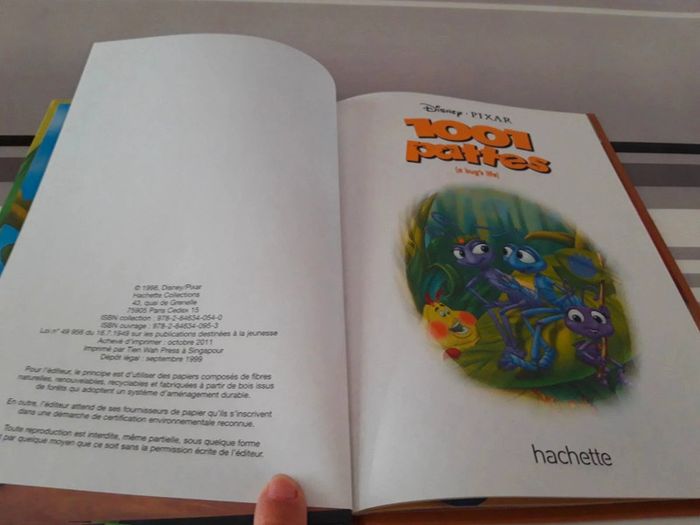 © 1998, Disney/Pixar
Hachette Collections
43, quai de Grenelle
75905 Paris Cedex 15
ISBN collection : 978-2-84634-054-0
ISBN ouvrage : 978-2-84634-095-3
Loi n° 49 956 du 16.7.1949 sur les publications destinées à la jeunesse
Achevé d'imprimer : octobre 2011
Imprimé par Tien Wah Press à Singapour
Dépôt légal : septembre 1999
Pour l'éditeur, le principe est d'utiliser des papiers composés de fibres
naturelles, renouvelables, recyclables et fabriquées à partir de bois issus
de forêts qui adoptent un système d'aménagement durable.
En outre, l'éditeur attend de ses fournisseurs de papier qu'ils s'inscrivent
dans une démarche de certification environnementale reconnue.
Toute reproduction est interdite, même partielle, sous quelque forme
et par quelque moyen que ce soit sans la permission écrite de l'éditeur.
Disney · PIXAR
1001
pattes
(a bug's life)
hachette